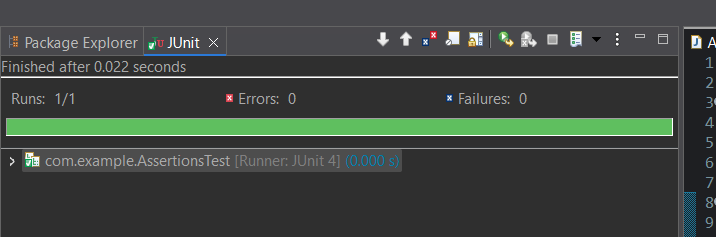 Package Explorer JUnit
Finished after 0.022 seconds
Runs: 1/1 Errors: 0 Failures: 0
com.example.AssertionsTest [Runner: JUnit 4] (0.000 s)
A
1
2
3
4
5
6
7
8
9